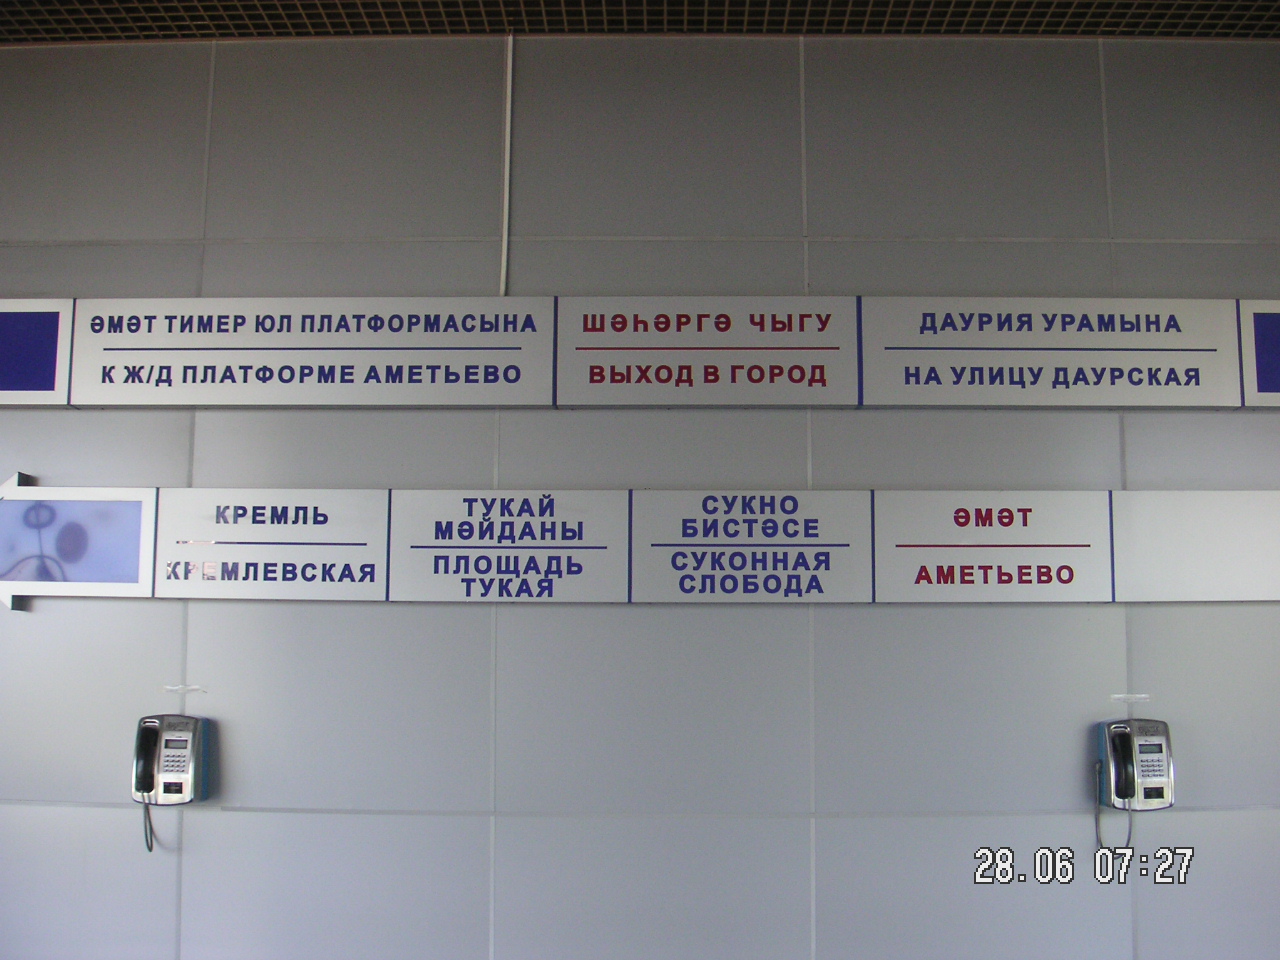 ӘМӘТ ТИМЕР ЮЛ ПЛАТФОРМАСЫНА
К Ж/Д ПЛАТФОРМЕ АМЕТЬЕВО
ШӘҺӘРГӘ ЧЫГУ
ВЫХОД В ГОРОД
ДАУРИЯ УРАМЫНА
НА УЛИЦУ ДАУРСКАЯ
КРЕМЛЬ
КРЕМЛЕВСКАЯ
ТУКАЙ
МӘЙДАНЫ
ПЛОЩАДЬ
ТУКАЯ
СУКНО
БИСТӘСЕ
СУКОННАЯ
СЛОБОДА
ӘМӘТ
АМЕТЬЕВО
28.06 07:27